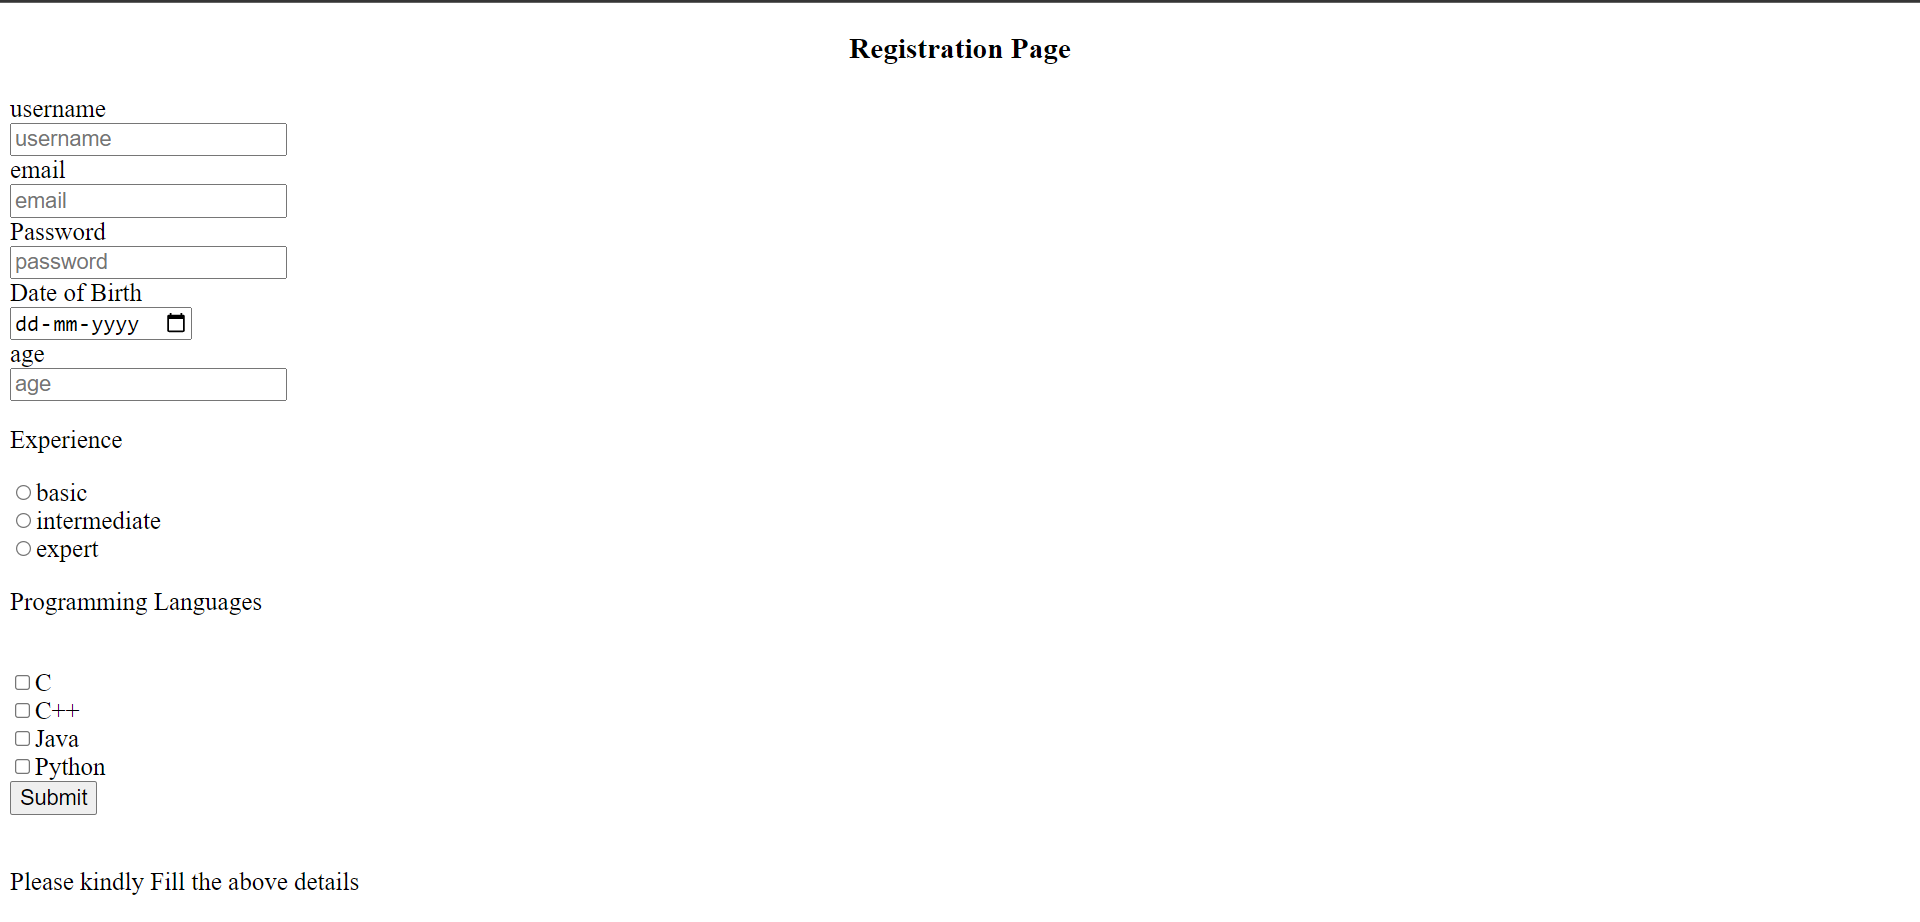 Registration Page
username
username
email
email
Password
password
Date of Birth
dd-mm-yyyy
age
age
Experience
basic
intermediate
expert
Programming Languages
C
C++
Java
Python
Submit
Please kindly Fill the above details